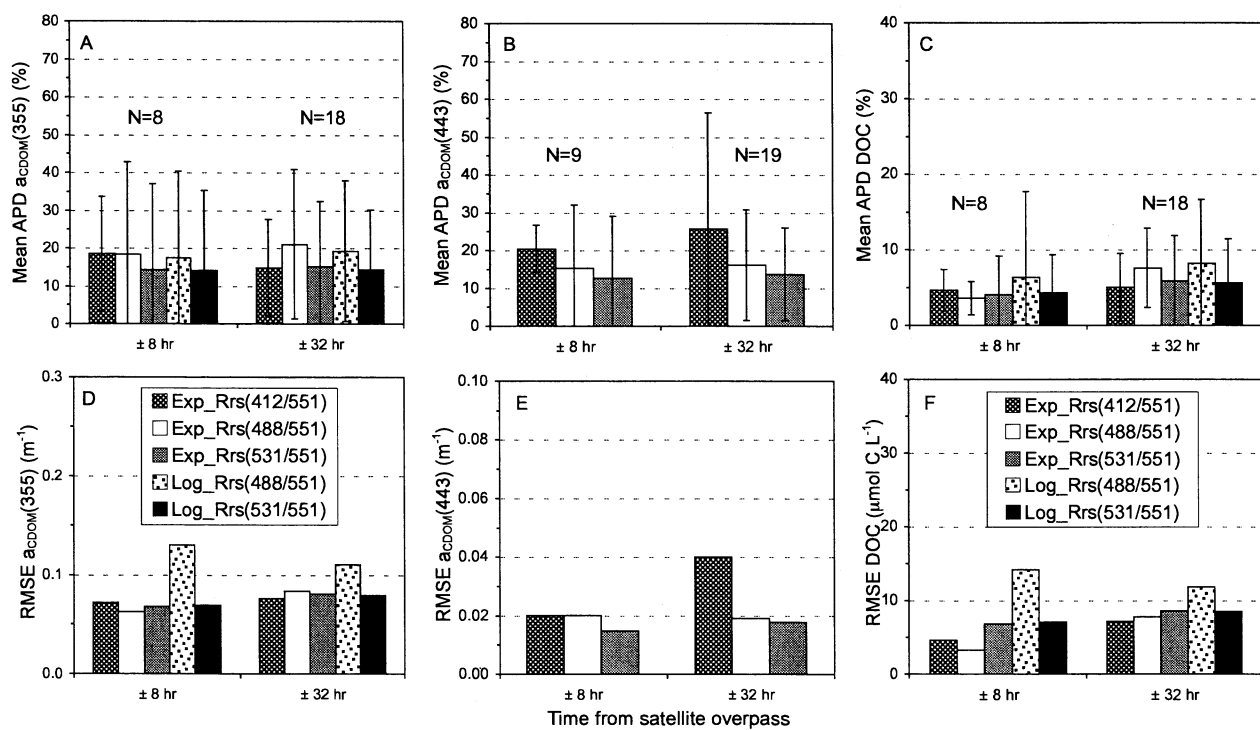 A
Mean APD aCDOM(355) (%)
80
70
60
50
40
30
20
10
0
N=8
N=18
± 8 hr
± 32 hr
B
Mean APD aCDOM(443) (%)
80
70
60
50
40
30
20
10
0
N=9
N=19
± 8 hr
± 32 hr
C
Mean APD DOC (%)
40
30
20
10
0
N=8
N=18
± 8 hr
± 32 hr
D
RMSE aCDOM(355) (m-1)
0.3
0.2
0.1
0.0
Exp_Rrs(412/551)
Exp_Rrs(488/551)
Exp_Rrs(531/551)
Log_Rrs(488/551)
Log_Rrs(531/551)
± 8 hr
± 32 hr
E
RMSE aCDOM(443) (m-1)
0.10
0.08
0.06
0.04
0.02
0.00
± 8 hr
± 32 hr
Time from satellite overpass
F
RMSE DOC (µmol C L-1)
40
30
20
10
0
Exp_Rrs(412/551)
Exp_Rrs(488/551)
Exp_Rrs(531/551)
Log_Rrs(488/551)
Log_Rrs(531/551)
± 8 hr
± 32 hr